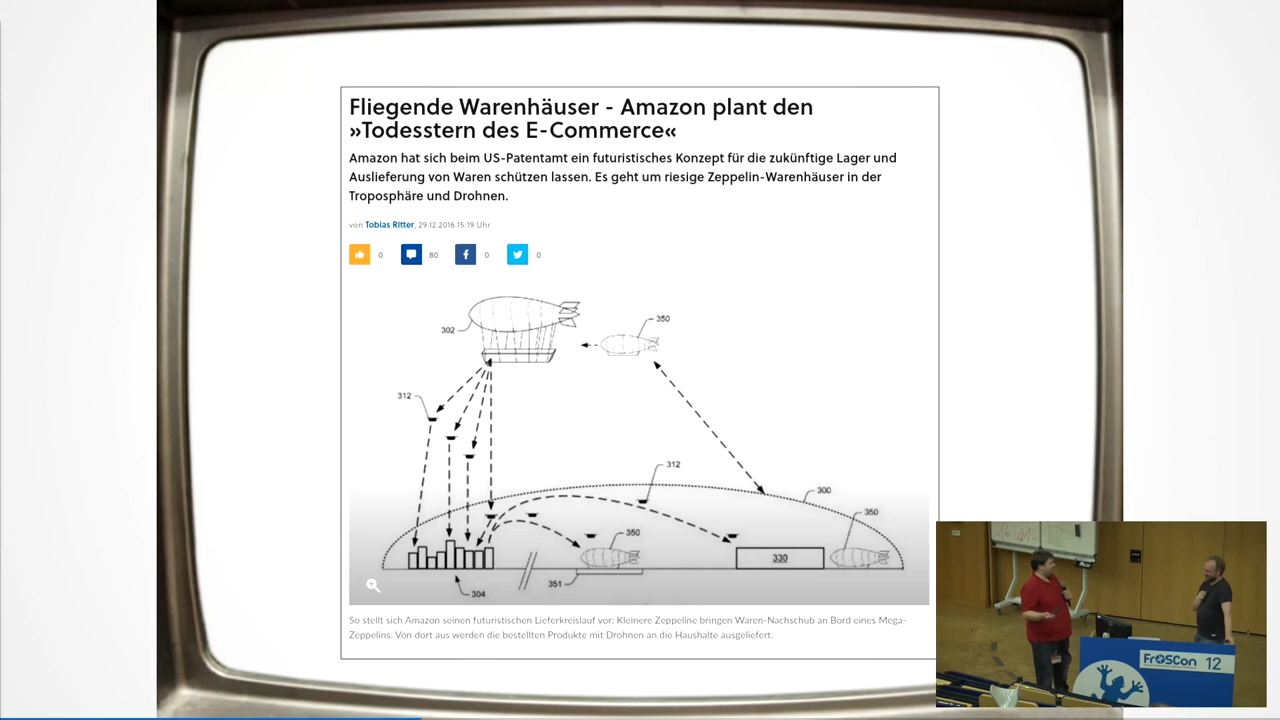 Fliegende Warenhäuser - Amazon plant den
»Todesstern des E-Commerce«
Amazon hat sich beim US-Patentamt ein futuristisches Konzept für die zukünftige Lager und
Auslieferung von Waren schützen lassen. Es geht um riesige Zeppelin-Warenhäuser in der
Troposphäre und Drohnen.
von Tobias Ritter, 29.12.2016 15:19 Uhr
0 80 0 0
302
350
312
312
300
350
350
330
351
304
So stellt sich Amazon seinen futuristischen Lieferkreislauf vor: Kleinere Zeppeline bringen Waren-Nachschub an Bord eines Mega-
Zeppelins. Von dort aus werden die bestellten Produkte mit Drohnen an die Haushalte ausgeliefert.
FrOSCon 12